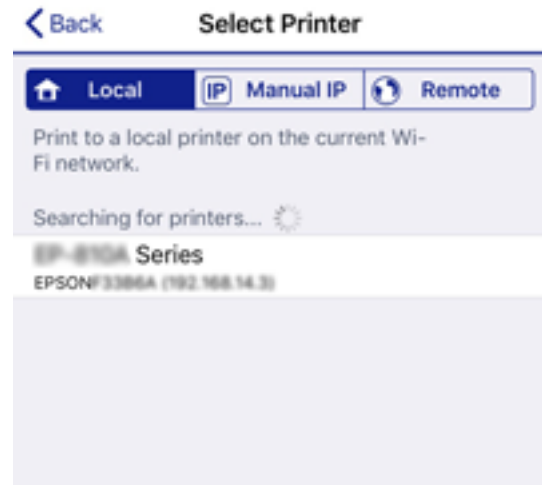 Back Select Printer
Local IP Manual IP Remote
Print to a local printer on the current Wi-
Fi network.
Searching for printers...
Series
EPSON